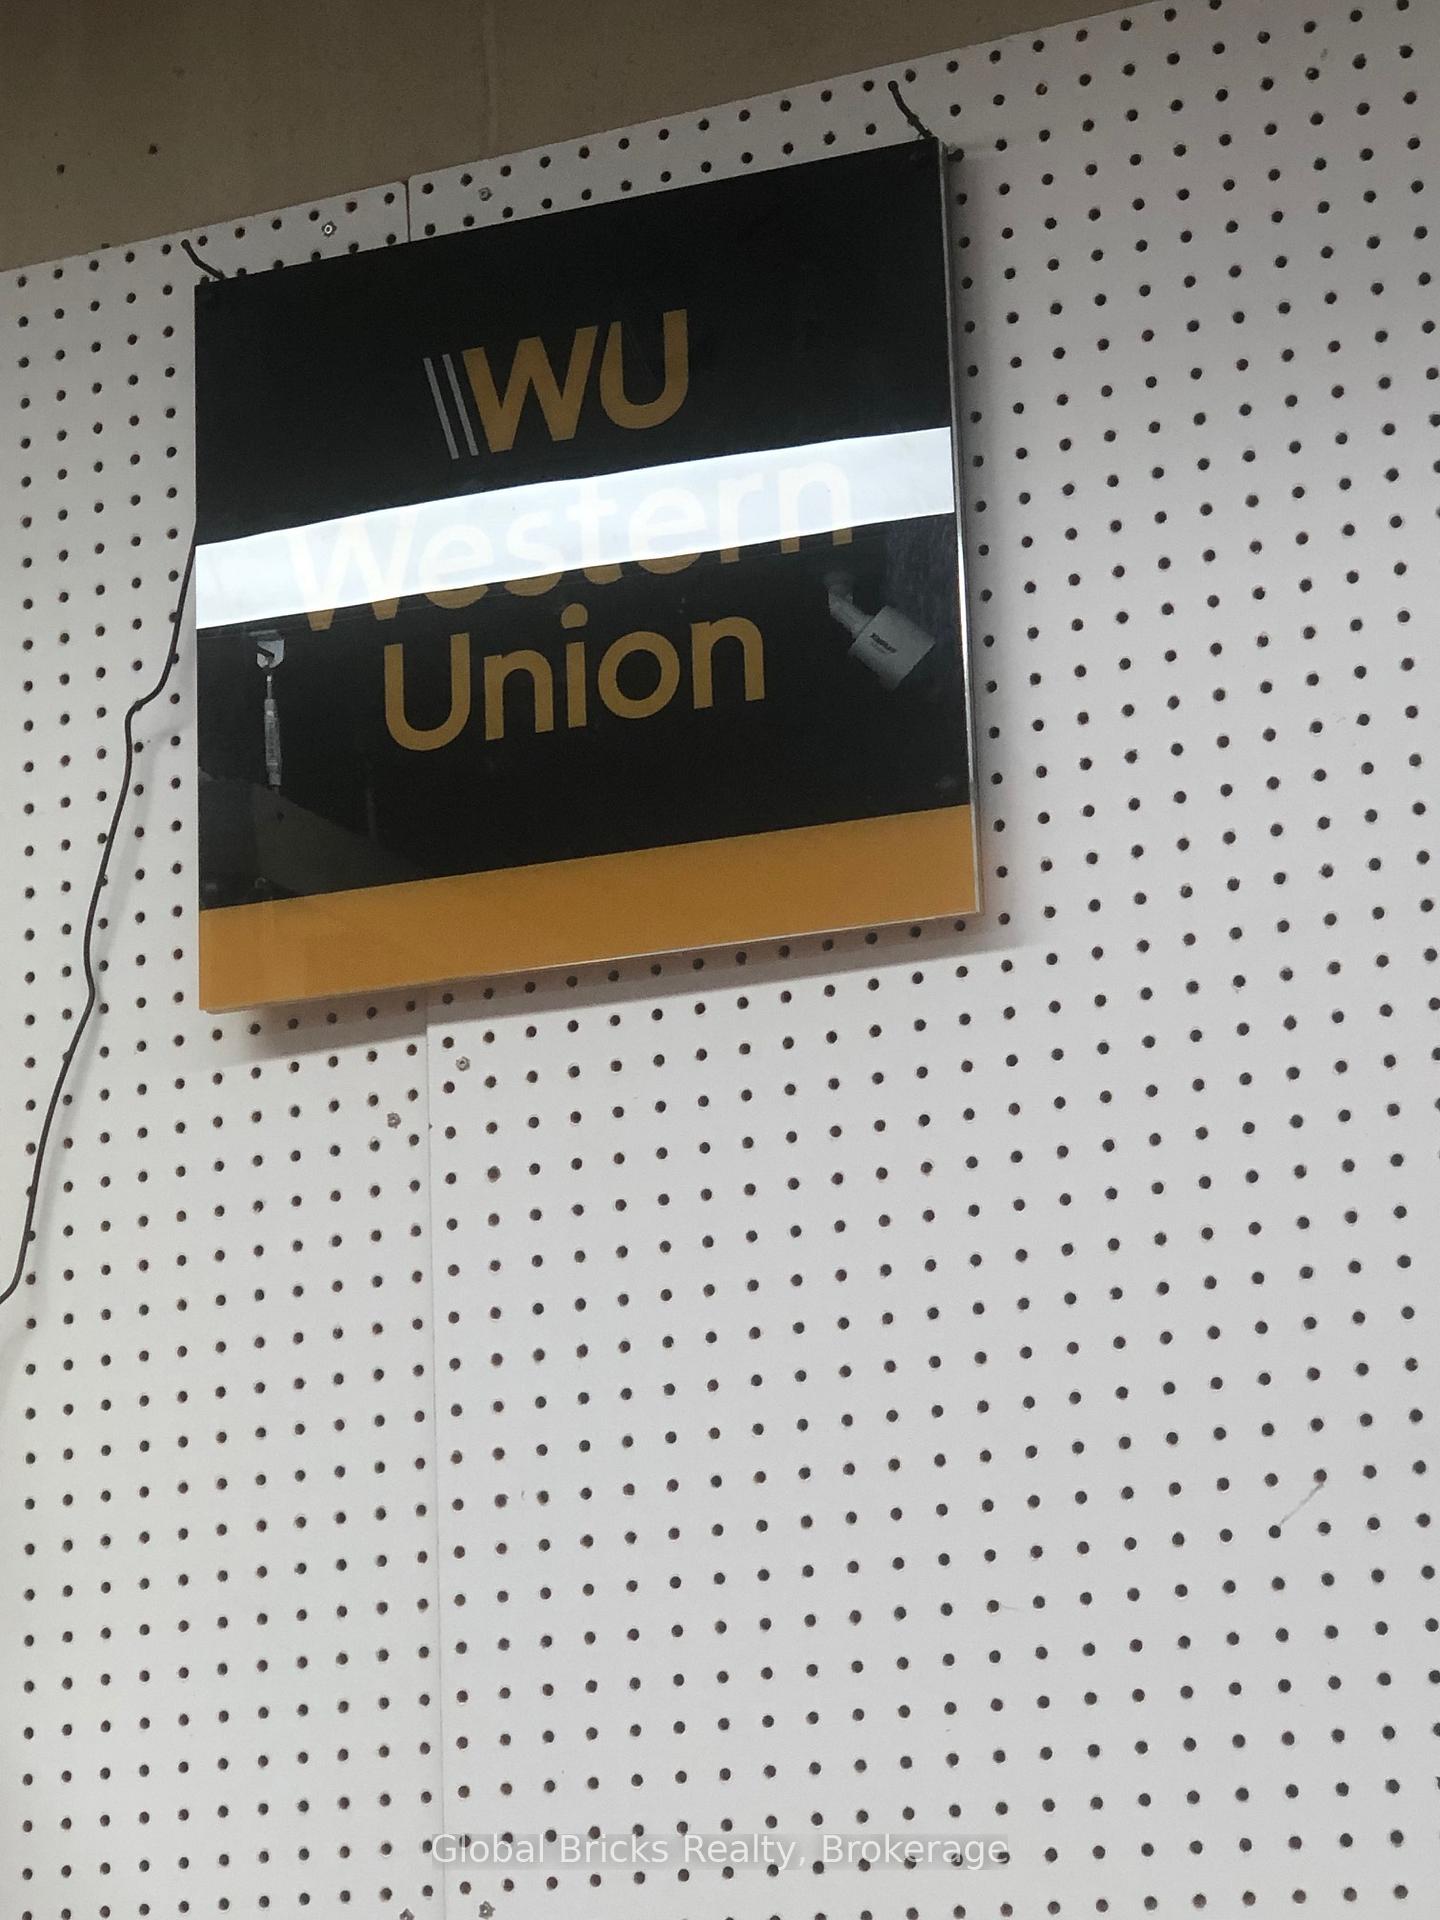 WU
Western
Union
Global Bricks Realty, Brokerage